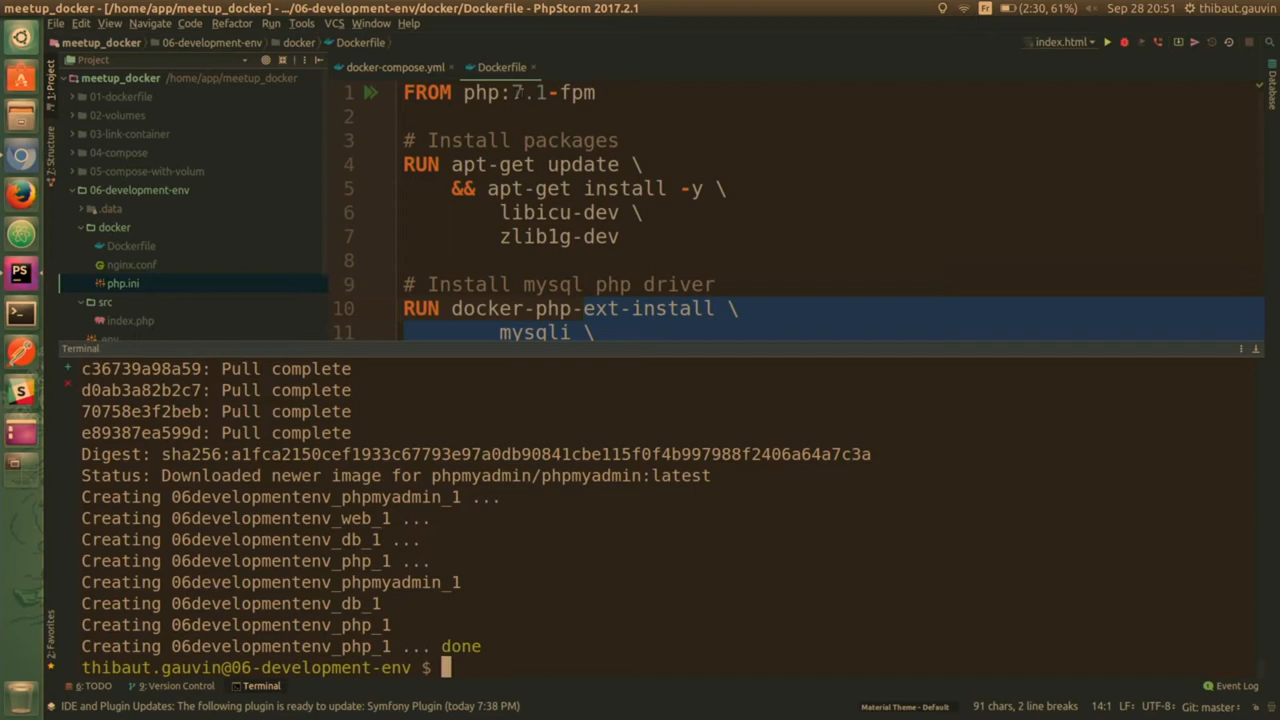 meetup_docker - [/home/app/meetup_docker] - .../06-development-env/docker/Dockerfile - PhpStorm 2017.2.1
Fr
(2:30, 61%)
Sep 28 20:51
thibaut.gauvin
File Edit View Navigate Code Refactor Run Tools VCS Window Help
meetup_docker 06-development-env docker Dockerfile
index.html
Project
docker-compose.yml
Dockerfile
1: Project
7: Structure
2: Favorites
Database
meetup_docker /home/app/meetup_docker
01-dockerfile
02-volumes
03-link-container
04-compose
05-compose-with-volum
06-development-env
.data
docker
Dockerfile
nginx.conf
php.ini
src
index.php
.env
1 FROM php:7.1-fpm
2
3 # Install packages
4 RUN apt-get update \
5 && apt-get install -y \
6 libicu-dev \
7 zlib1g-dev
8
9 # Install mysql php driver
10 RUN docker-php-ext-install \
11 mysqli \
Terminal
c36739a98a59: Pull complete
d0ab3a82b2c7: Pull complete
70758e3f2beb: Pull complete
e89387ea599d: Pull complete
Digest: sha256:a1fca2150cef1933c67793e97a0db90841cbe115f0f4b997988f2406a64a7c3a
Status: Downloaded newer image for phpmyadmin/phpmyadmin:latest
Creating 06developmentenv_phpmyadmin_1 ...
Creating 06developmentenv_web_1 ...
Creating 06developmentenv_db_1 ...
Creating 06developmentenv_php_1 ...
Creating 06developmentenv_phpmyadmin_1
Creating 06developmentenv_db_1
Creating 06developmentenv_php_1
Creating 06developmentenv_php_1 ... done
thibaut.gauvin@06-development-env $
6: TODO 9: Version Control Terminal
Event Log
IDE and Plugin Updates: The following plugin is ready to update: Symfony Plugin (today 7:38 PM)
Material Theme - Default
91 chars, 2 line breaks 14:1 LF÷ UTF-8÷ Git: master÷